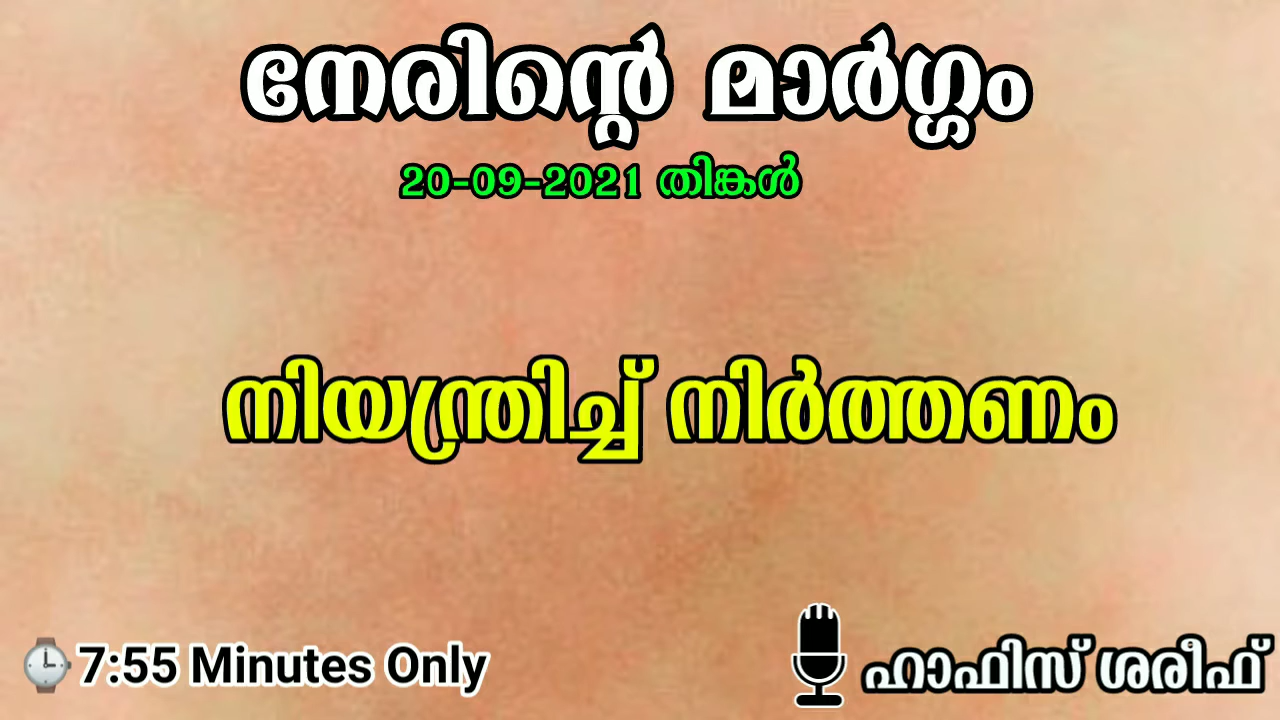 നേരിന്റെ മാർഗ്ഗം
20-09-2021 തിങ്കൾ
നിയന്ത്രിച്ച് നിർത്തണം
7:55 Minutes Only
ഹാഫിസ് ശരീഫ്